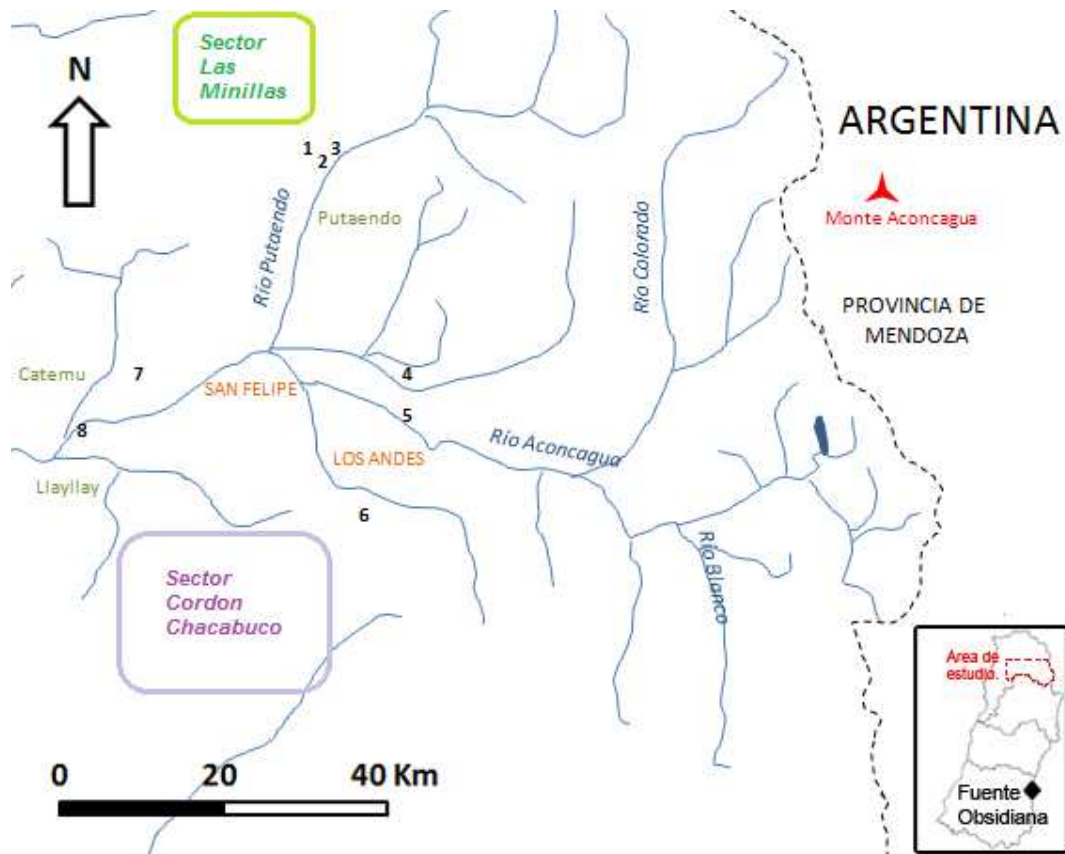 Sector
Las
Minillas
N
ARGENTINA
1
3
2
Monte Aconcagua
Putaendo
Río Putaendo
Río Colorado
PROVINCIA DE
MENDOZA
Catemu
7
4
SAN FELIPE
5
8
Río Aconcagua
LOS ANDES
Llayllay
6
Río Blanco
Sector
Cordon
Chacabuco
Area de
estudio.
0 20 40 Km
Fuente
Obsidiana